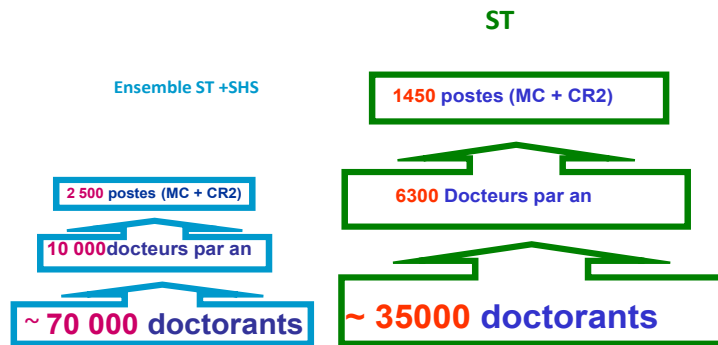 ST
Ensemble ST +SHS
1450 postes (MC + CR2)
2 500 postes (MC + CR2)
6300 Docteurs par an
10 000docteurs par an
~ 70 000 doctorants
~ 35000 doctorants